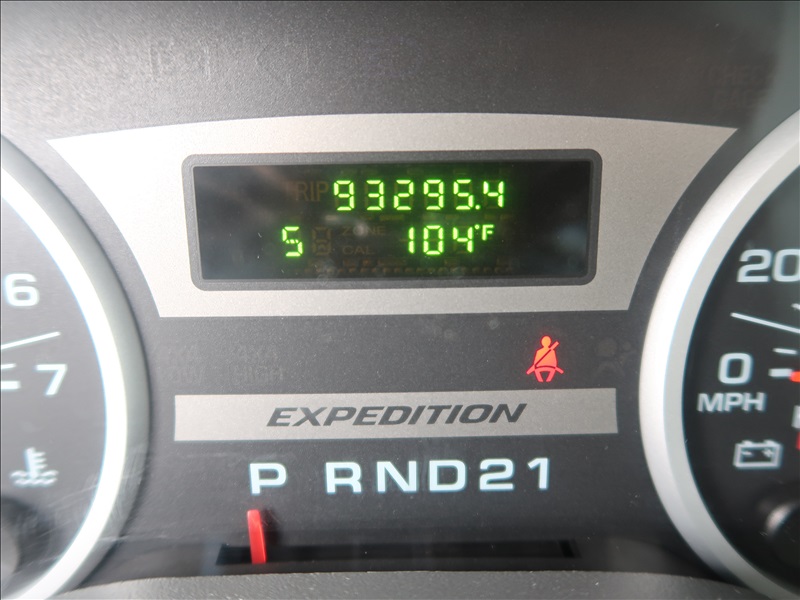 TRIP 93295.4
S ZONE 104°F
CAL
6
7
20
0
MPH
EXPEDITION
P RND21